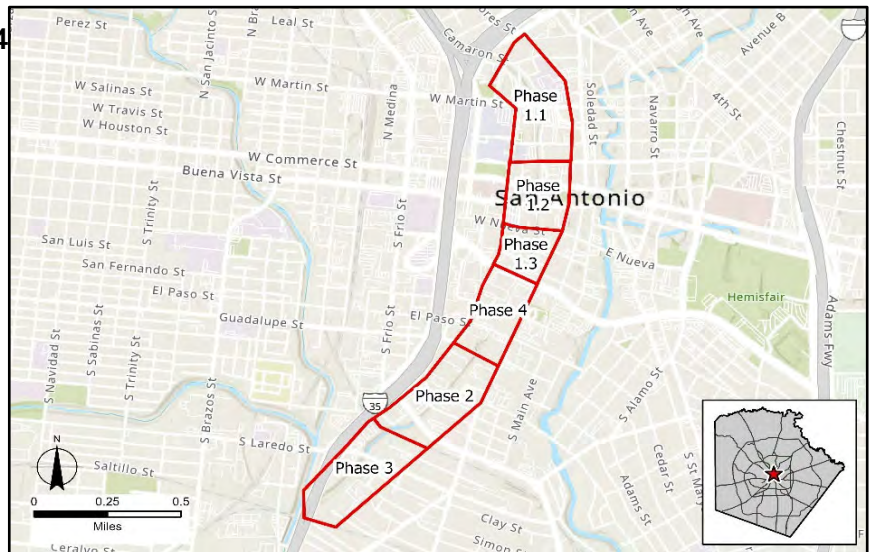 4
Perez St
Leal St
Camaron St
Avenue B
N San Jacinto St
W Salinas St
W Martin St
N Medina
W Martin St
W Travis St
W Houston St
Soledad St
Navarro St
4th St
Chestnut St
Phase
1.1
W Commerce St
Buena Vista St
Phase
1.2
San Antonio
S Trinity St
S Frio St
W Nueva St
Phase
1.3
E Nueva
San Luis St
San Fernando St
El Paso St
Guadalupe St
El Paso St
Phase 4
Hemisfair
Adams Fwy
S Navidad St
S Sabinas St
S Trinity St
S Frio St
35
Phase 2
S Main Ave
S Alamo St
S Brazos St
S Laredo St
Saltillo St
Phase 3
Cedar St
S St Mary
Adams St
Clay St
Simon
N
0
0.25
0.5
Miles